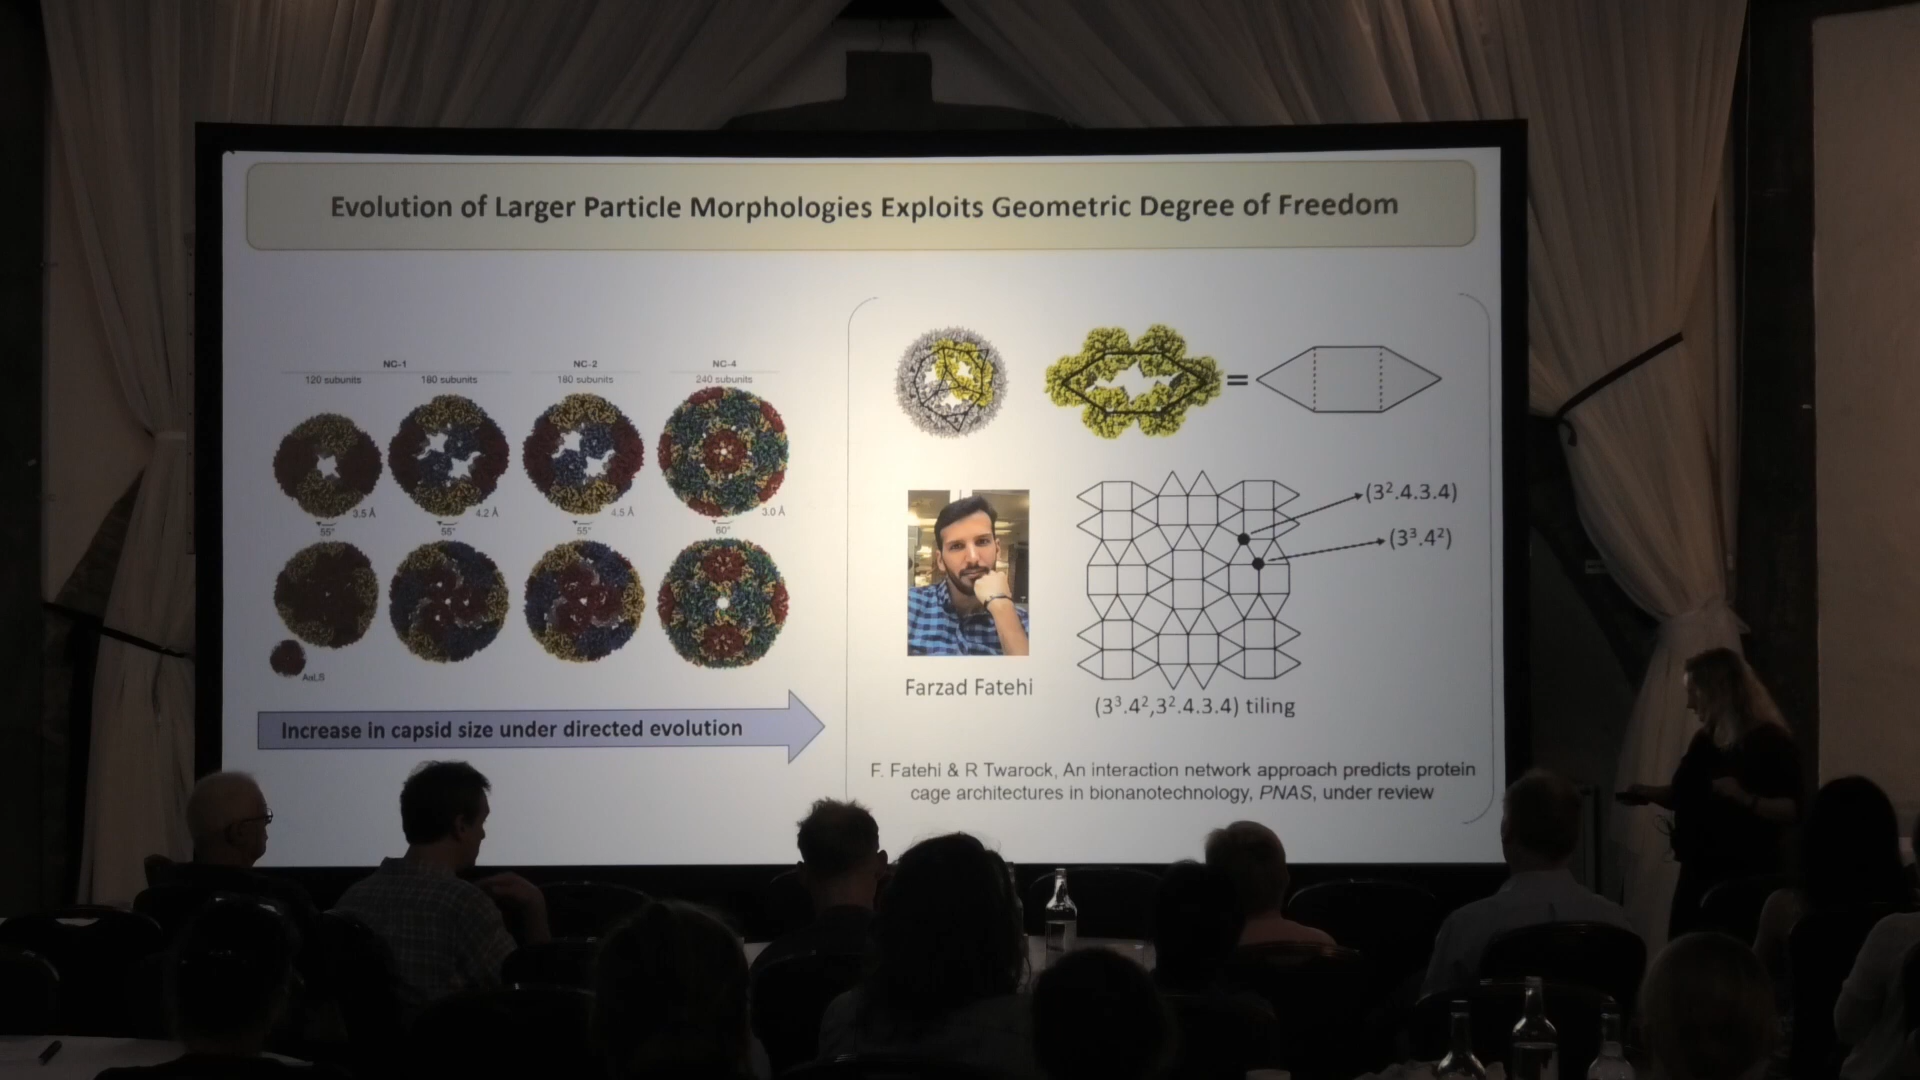 Evolution of Larger Particle Morphologies Exploits Geometric Degree of Freedom
NC-1
NC-2
NC-4
120 subunits
180 subunits
180 subunits
240 subunits
3.5 Å
4.2 Å
4.5 Å
3.0 Å
55°
55°
55°
60°
AaLS
Increase in capsid size under directed evolution
=
(3².4.3.4)
(3³.4²)
Farzad Fatehi
(3³.4²,3².4.3.4) tiling
F. Fatehi & R Twarock, An interaction network approach predicts protein
cage architectures in bionanotechnology, PNAS, under review